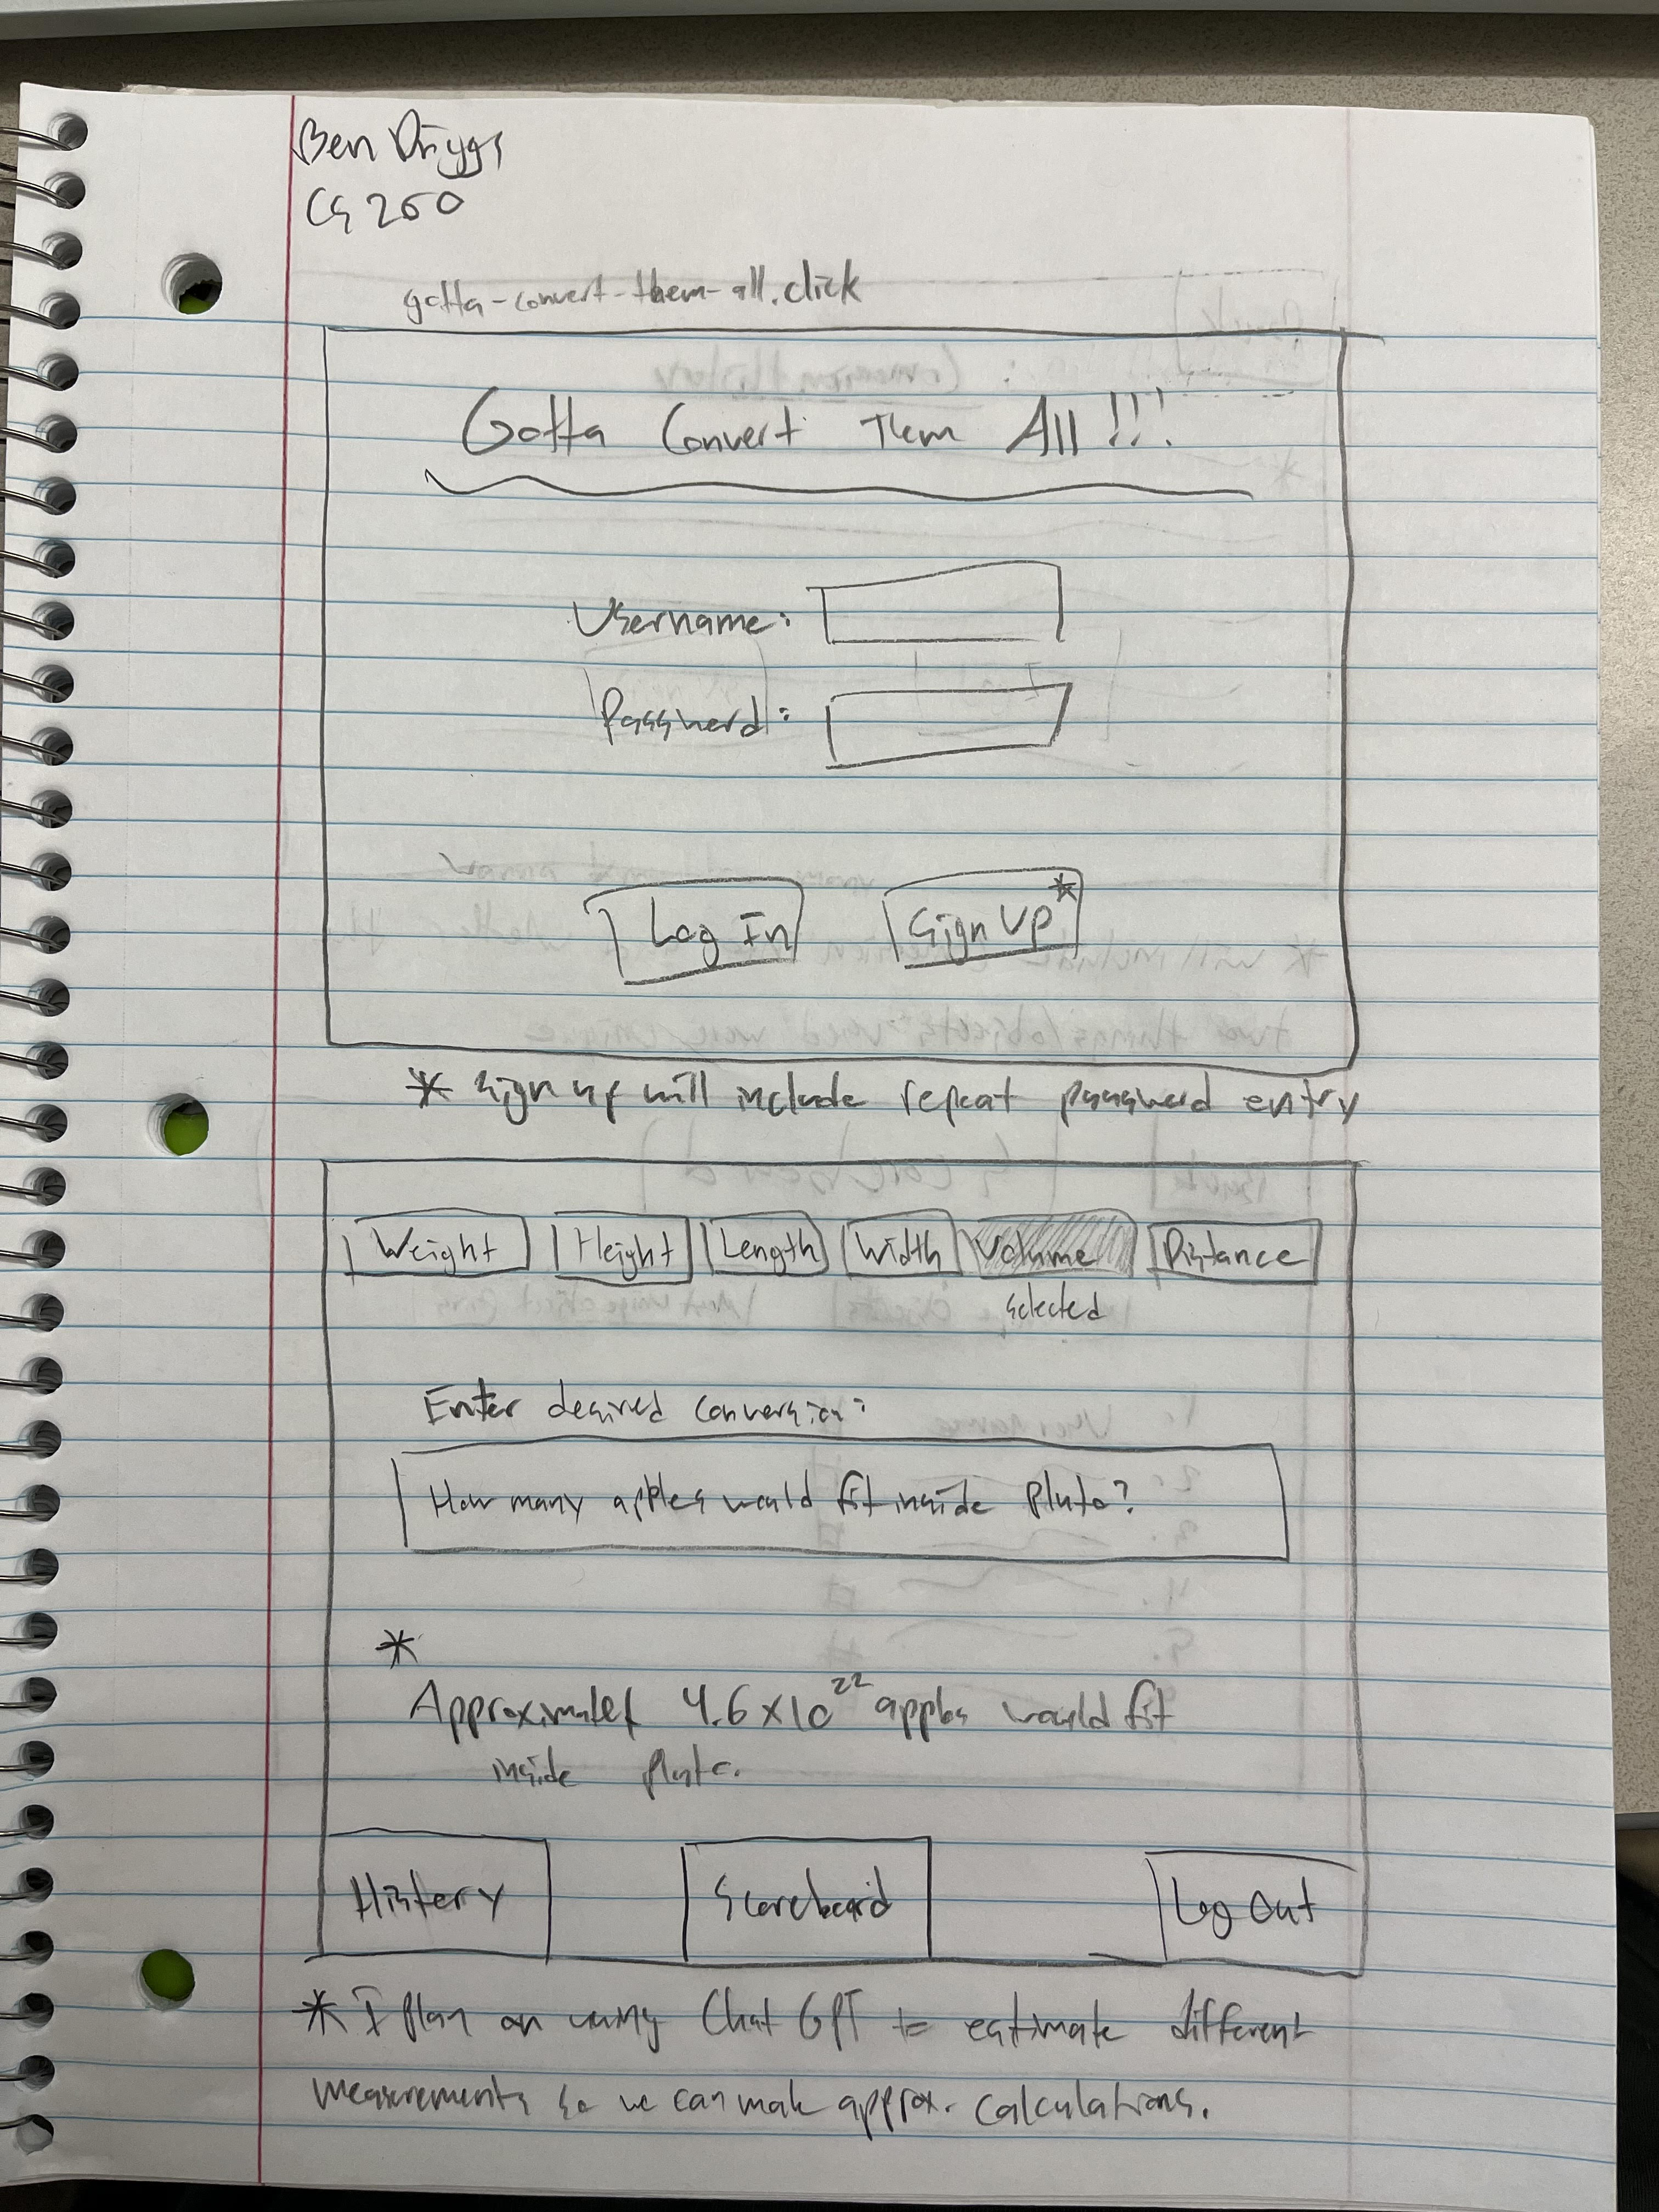 Ben Driggs
CS 260
gotta-convert-them-all.click
Gotta Convert Them All!!!
Username:
Password:
Log In Sign Up*
* Sign up will include repeat password entry
Weight Height Length Width Volume Distance
selected
Enter desired conversion:
How many apples would fit inside Pluto?
*
Approximately 4.6 x 10^22 apples would fit
inside pluto.
History Scoreboard Log Out
* I plan on using Chat GPT to estimate different
measurements so we can make approx. calculations.